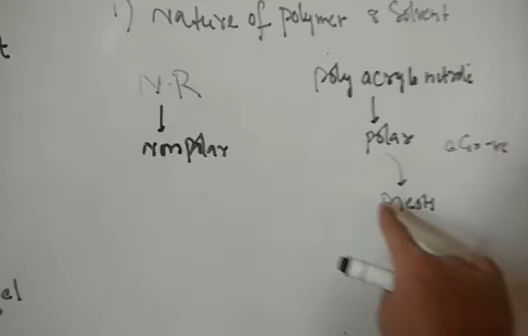 1) Nature of polymer & Solvent
N.R
poly acrylo nitrile
↓
↓
nonpolar
polar
ΔG=-ve